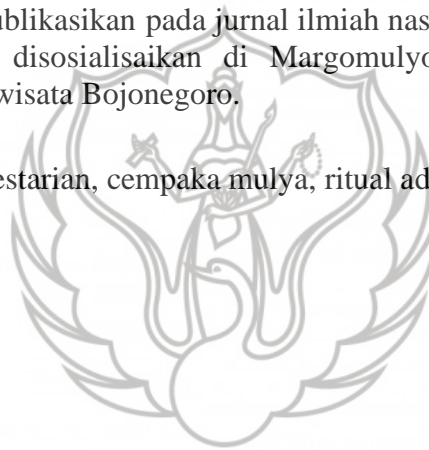 ublikasikan pada jurnal ilmiah nas
disosialisaikan di Margomulyo
wisata Bojonegoro.
estarian, cempaka mulya, ritual ad